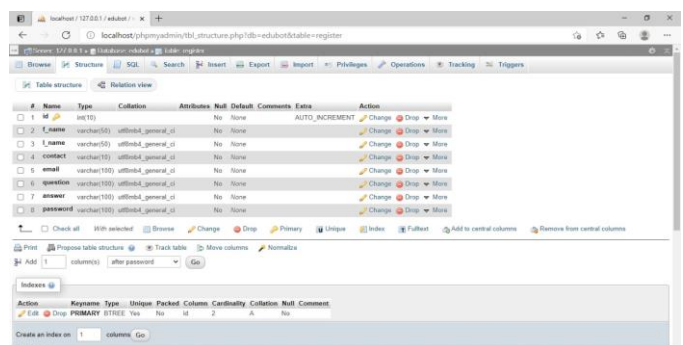 localhost / 127.0.0.1 / edubot /
localhost/phpmyadmin/tbl_structure.php?db=edubot&table=register
Server: 127.0.0.1 » Database: edubot » Table: register
Browse Structure SQL Search Insert Export Import Privileges Operations Tracking Triggers
Table structure Relation view
# Name Type Collation Attributes Null Default Comments Extra Action
1 id int(10) No None AUTO_INCREMENT Change Drop More
2 f_name varchar(50) utf8mb4_general_ci No None Change Drop More
3 l_name varchar(50) utf8mb4_general_ci No None Change Drop More
4 contact varchar(10) utf8mb4_general_ci No None Change Drop More
5 email varchar(100) utf8mb4_general_ci No None Change Drop More
6 question varchar(100) utf8mb4_general_ci No None Change Drop More
7 answer varchar(100) utf8mb4_general_ci No None Change Drop More
8 password varchar(100) utf8mb4_general_ci No None Change Drop More
Check all With selected: Browse Change Drop Primary Unique Index Fulltext Add to central columns Remove from central columns
Print Propose table structure Track table Move columns Normalize
Add 1 column(s) after password Go
Indexes
Action Keyname Type Unique Packed Column Cardinality Collation Null Comment
Edit Drop PRIMARY BTREE Yes No id 2 A No
Create an index on 1 columns Go